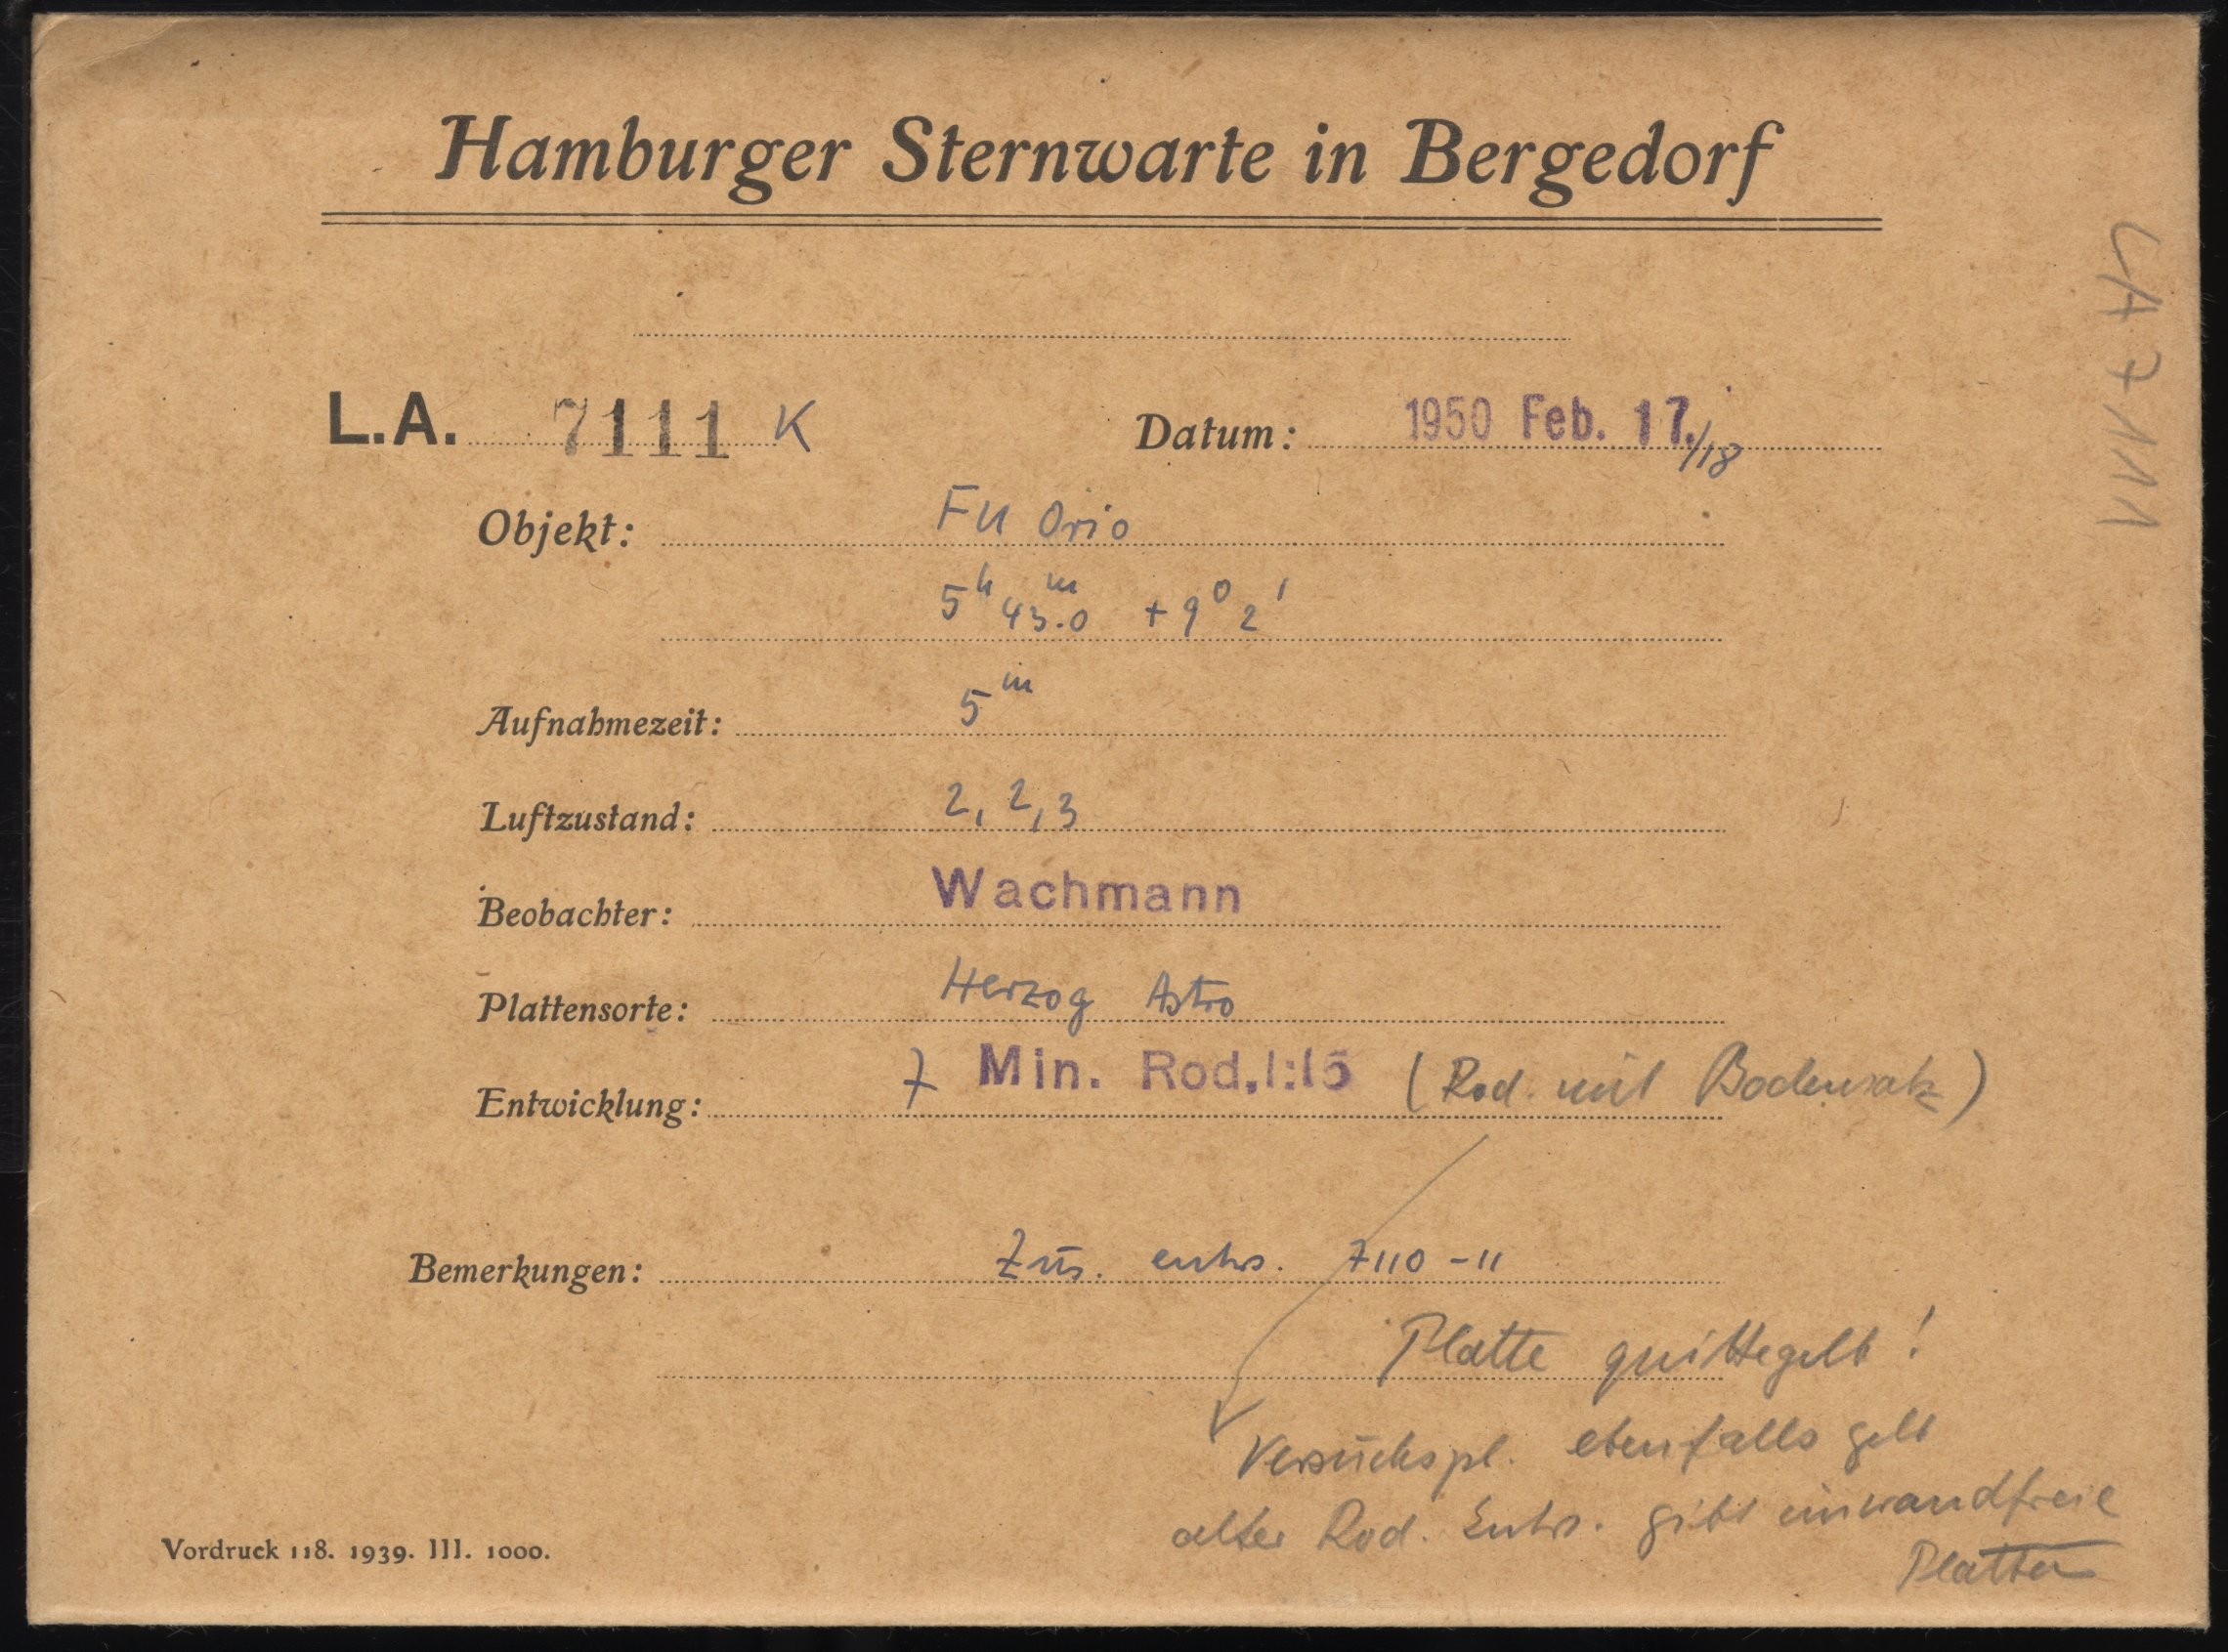 Hamburger Sternwarte in Bergedorf
L.A. 7111 K
Datum: 1950 Feb. 17./18
Objekt: FU Orio
5ʰ 43ᵐ.0 + 9° 2'
Aufnahmezeit: 5ᵐ
Luftzustand: 2, 2, 3
Beobachter: Wachmann
Plattensorte: Herzog Astro
Entwicklung: 7 Min. Rod. 1:15 (Rod. mit Bodensatz)
Bemerkungen: Zus. entw. 7110 - 11
Platte quittegelb!
Versuchspl. ebenfalls gelb
alter Rod. Entw. gibt einwandfreie
Platten
Vordruck 118. 1939. III. 1000.
LA 7111